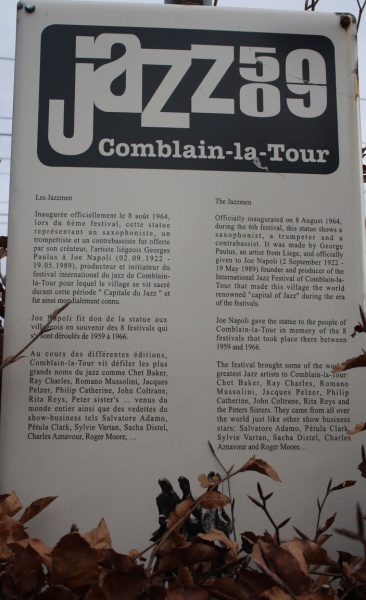 Jazz 59 09
Comblain-la-Tour
Les Jazzmen
Inaugurée officiellement le 8 août 1964,
lors du 6ème festival, cette statue
représentant un saxophoniste, un
trompettiste et un contrebassiste fut offerte
par son créateur, l'artiste liégeois Georges
Paulus à Joe Napoli (02.09.1922 -
19.05.1989), producteur et initiateur du
festival international du jazz de Comblain-
la-Tour pour lequel le village se vit sacré
durant cette période " Capitale du Jazz " et
fut ainsi mondialement connu.
Joe Napoli fit don de la statue aux
villageois en souvenir des 8 festivals qui
s'y sont déroulés de 1959 à 1966.
Au cours des différentes éditions,
Comblain-la-Tour vit défiler les plus
grands noms du jazz comme Chet Baker,
Ray Charles, Romano Mussolini, Jacques
Pelzer, Philip Catherine, John Coltrane,
Rita Reys, Peter sister's ... venus du
monde entier ainsi que des vedettes du
show-business tels Salvatore Adamo,
Pétula Clark, Sylvie Vartan, Sacha Distel,
Charles Aznavour, Roger Moore, ...
The Jazzmen
Officially inaugurated on 8 August 1964,
during the 6th festival, this statue shows a
saxophonist, a trumpeter and a
contrabassist. It was made by George
Paulus, an artist from Liege, and officially
given to Joe Napoli (2 September 1922 -
19 May 1989) founder and producer of the
International Jazz Festival of Comblain-la-
Tour that made this village the world
renowned "capital of Jazz" during the era
of the festivals.
Joe Napoli gave the statue to the people of
Comblain-la-Tour in memory of the 8
festivals that took place there between
1959 and 1966.
The festival brought some of the world's
greatest Jazz artists to Comblain-la-Tour:
Chet Baker, Ray Charles, Romano
Mussolini, Jacques Pelzer, Philip
Catherine, John Coltrane, Rita Reys and
the Peters Sisters. They came from all over
the world just like other show business
stars: Salvatore Adamo, Pétula Clark,
Sylvie Vartan, Sacha Distel, Charles
Aznavour and Roger Moore...